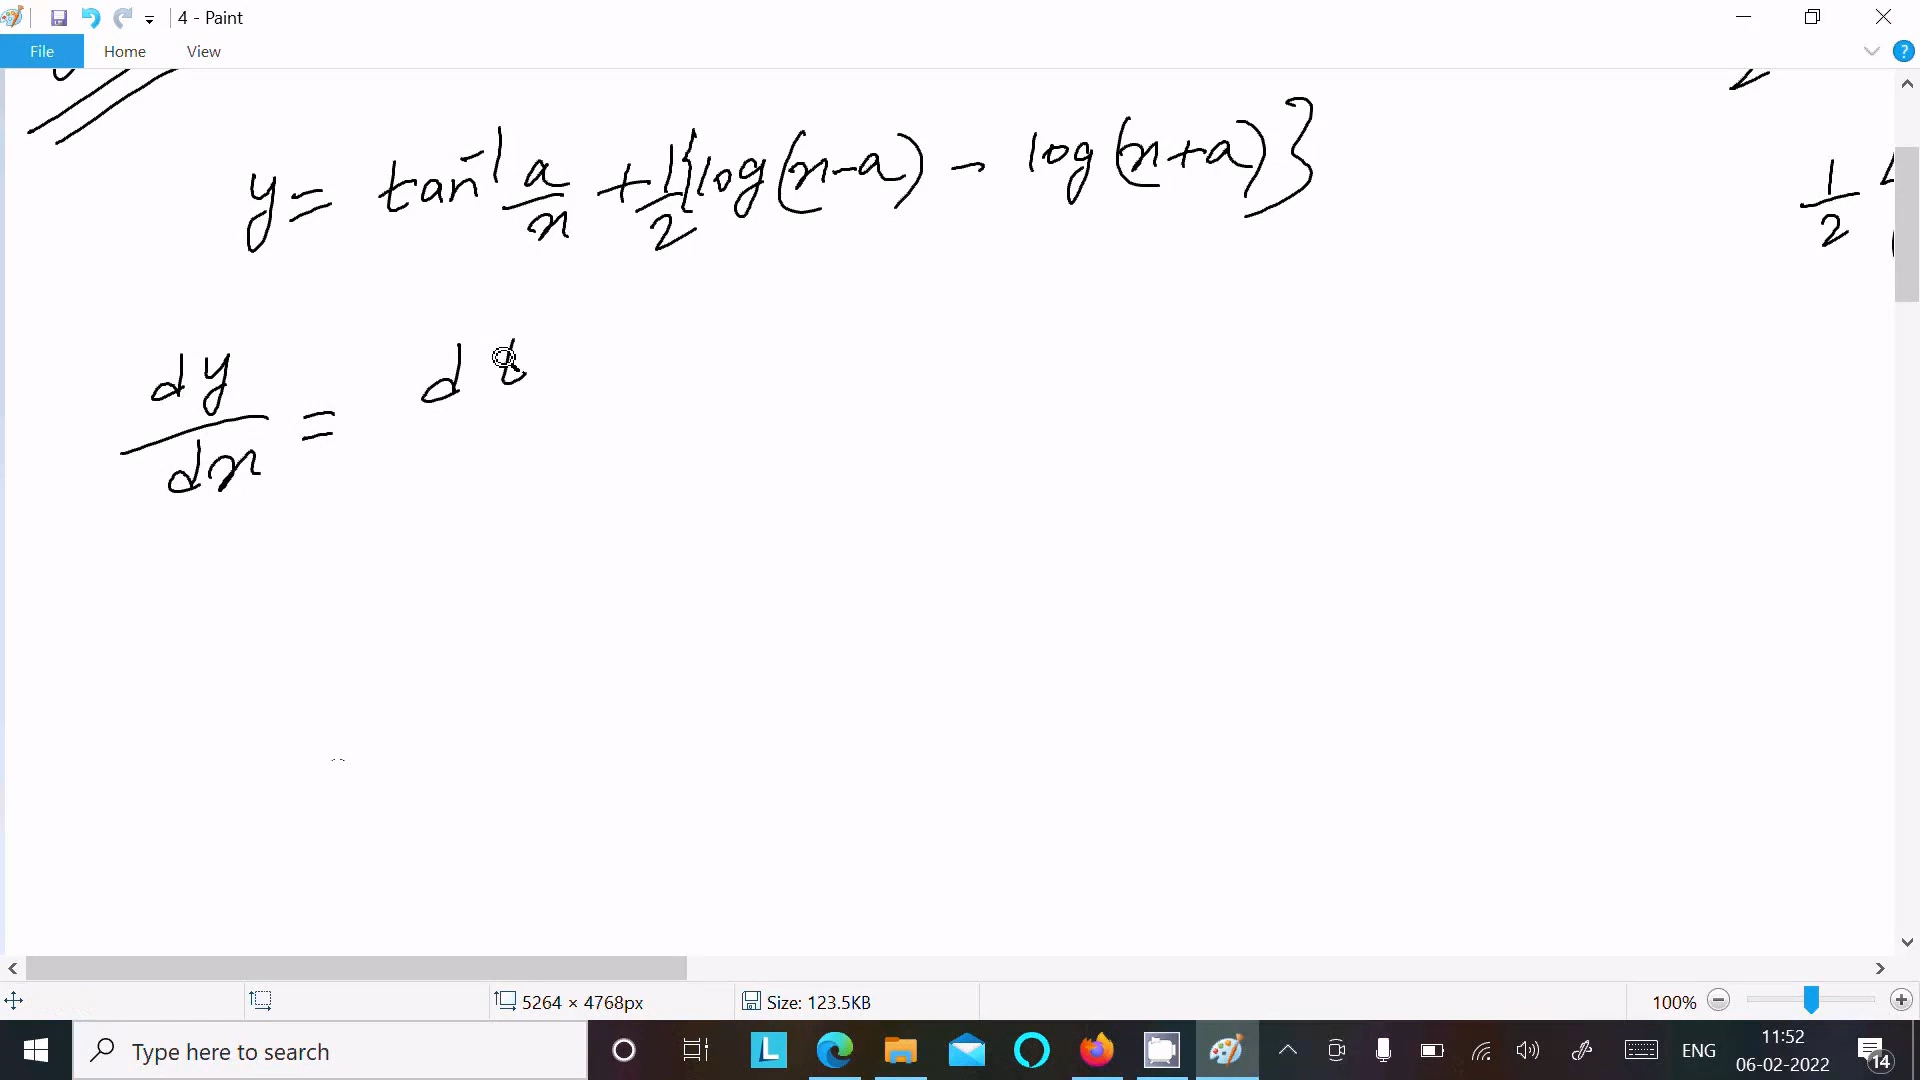 4 - Paint
File Home View
y = tan⁻¹ a/x + 1/2 {log(x-a) - log(x+a)}
1/2
dy/dx = d t
5264 × 4768px Size: 123.5KB 100%
Type here to search
L
ENG
11:52
06-02-2022
14